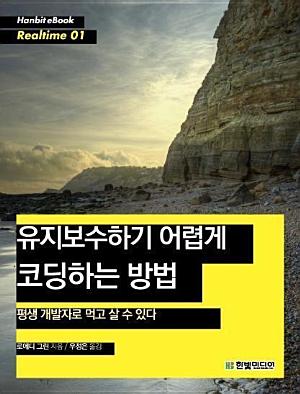 Hanbit eBook
Realtime 01
유지보수하기 어렵게
코딩하는 방법
평생 개발자로 먹고 살 수 있다
로에디 그린 지음 / 우정은 옮김
HB 한빛미디어